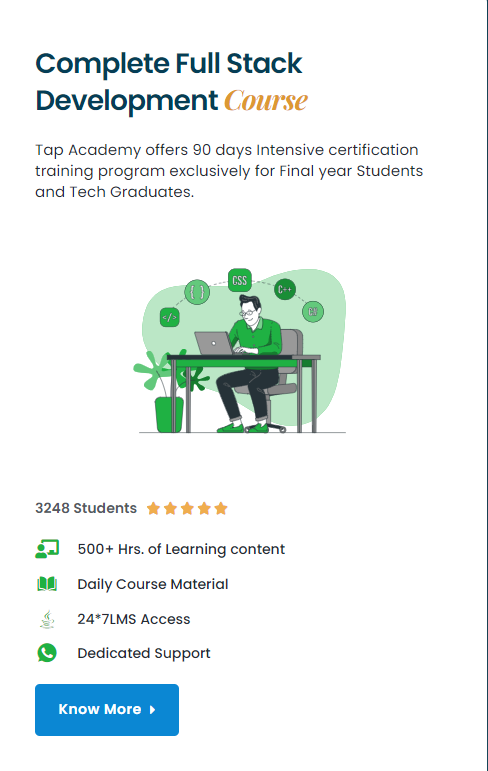 Complete Full Stack
Development Course
Tap Academy offers 90 days Intensive certification
training program exclusively for Final year Students
and Tech Graduates.
CSS
{ }
C++
</>
C#
3248 Students
500+ Hrs. of Learning content
Daily Course Material
24*7LMS Access
Dedicated Support
Know More